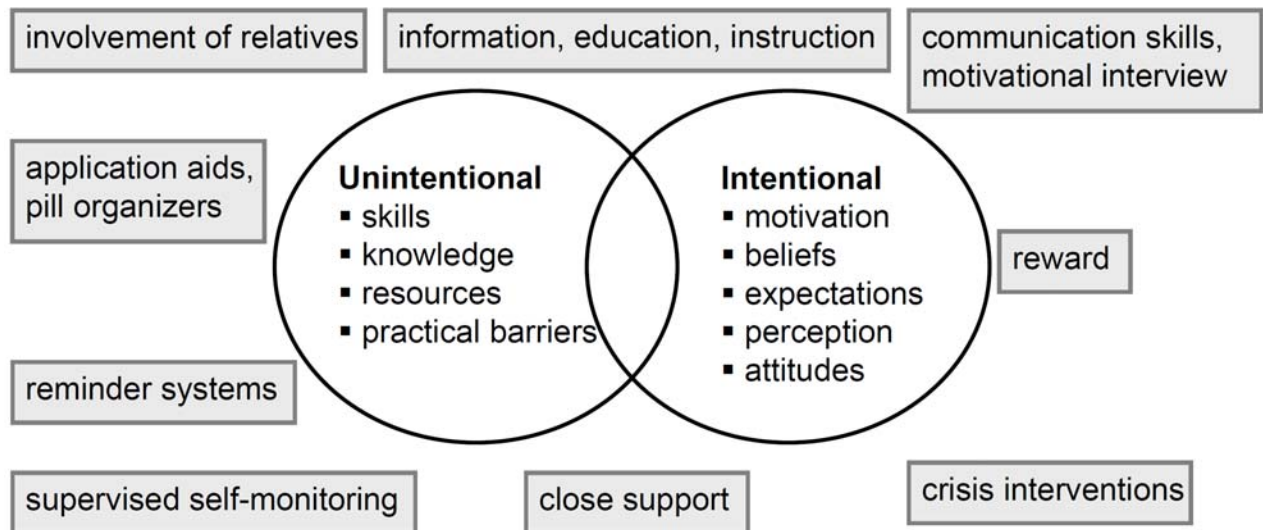 involvement of relatives
information, education, instruction
communication skills,
motivational interview
application aids,
pill organizers
Unintentional
▪ skills
▪ knowledge
▪ resources
▪ practical barriers
Intentional
▪ motivation
▪ beliefs
▪ expectations
▪ perception
▪ attitudes
reward
reminder systems
supervised self-monitoring
close support
crisis interventions